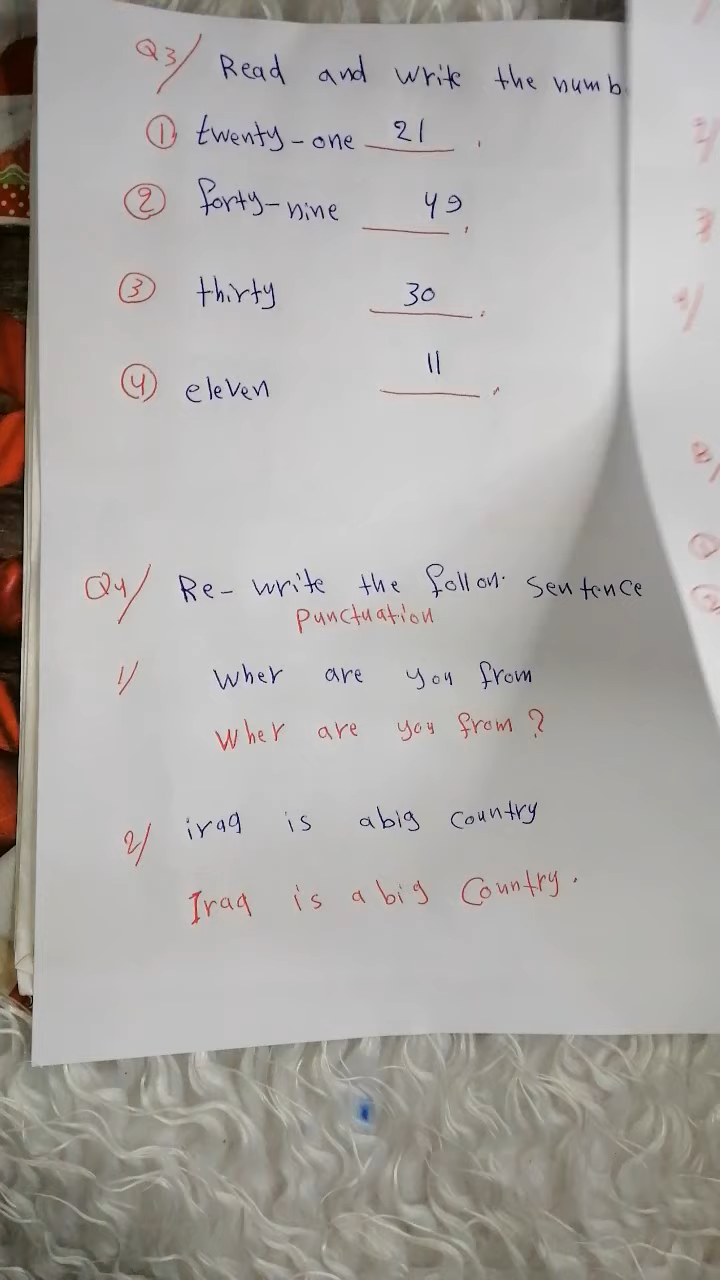 Q3/ Read and write the numb
① twenty-one 21.
② forty-nine 49.
③ thirty 30.
④ eleven 11.
Q4/ Re-write the follon. sentence
Punctuation
1/ Wher are you from
Wher are you from?
2/ iraq is a big country
Iraq is a big Country.